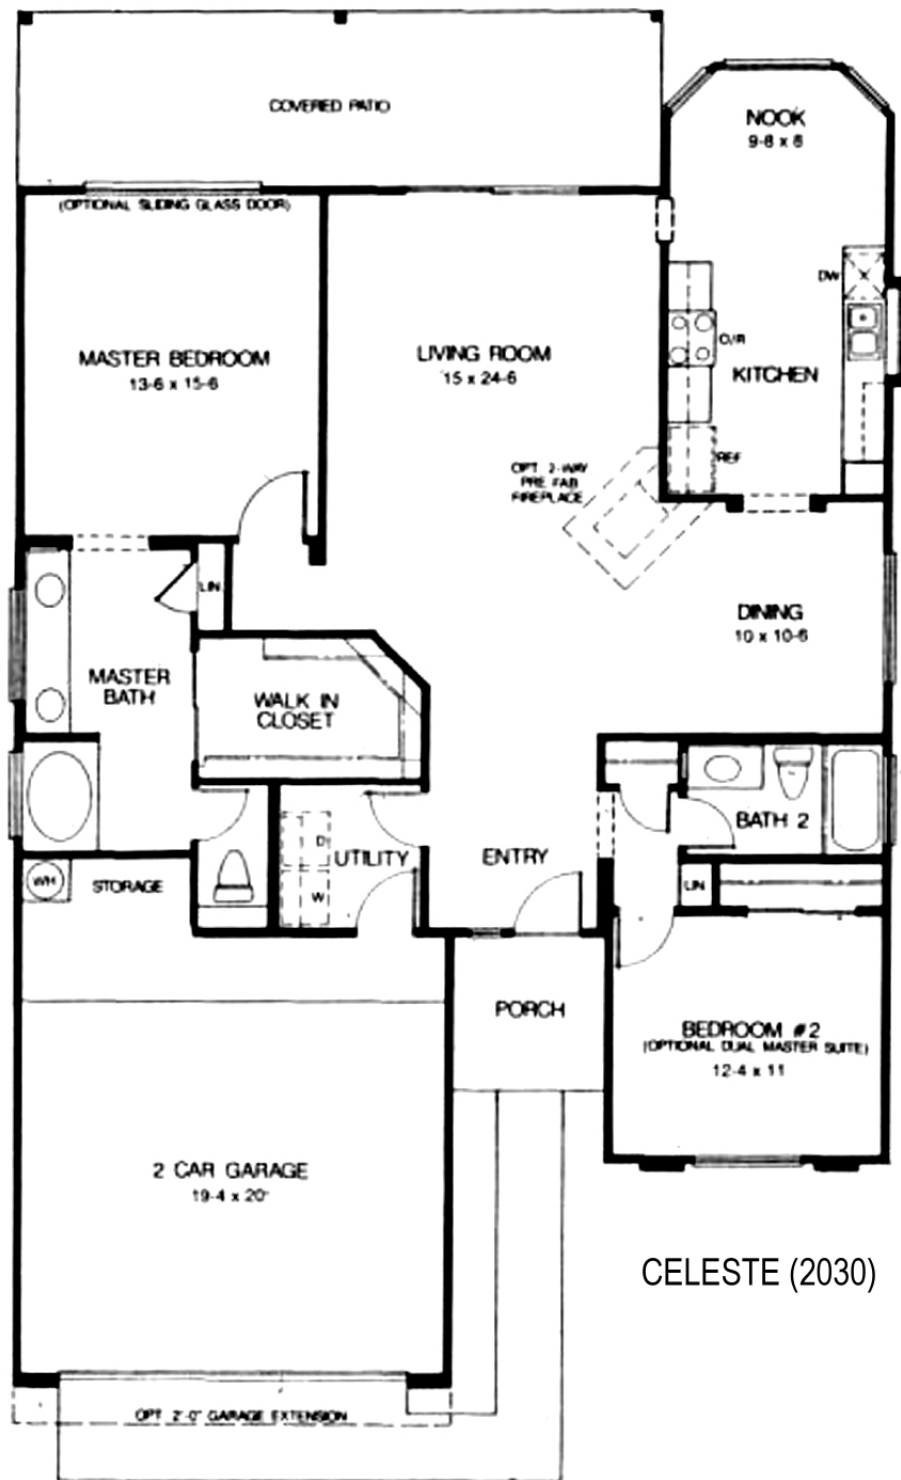 COVERED PATIO
NOOK
9-8 x 8
(OPTIONAL SLIDING GLASS DOOR)
DW
MASTER BEDROOM
13-6 x 15-6
LIVING ROOM
15 x 24-6
O/R
KITCHEN
REF
OPT 2-WAY
PRE FAB
FIREPLACE
LIN
DINING
10 x 10-6
MASTER
BATH
WALK IN
CLOSET
BATH 2
D
UTILITY
ENTRY
W
WH
STORAGE
LIN
PORCH
BEDROOM #2
(OPTIONAL DUAL MASTER SUITE)
12-4 x 11
2 CAR GARAGE
19-4 x 20'
CELESTE (2030)
OPT 2'-0" GARAGE EXTENSION